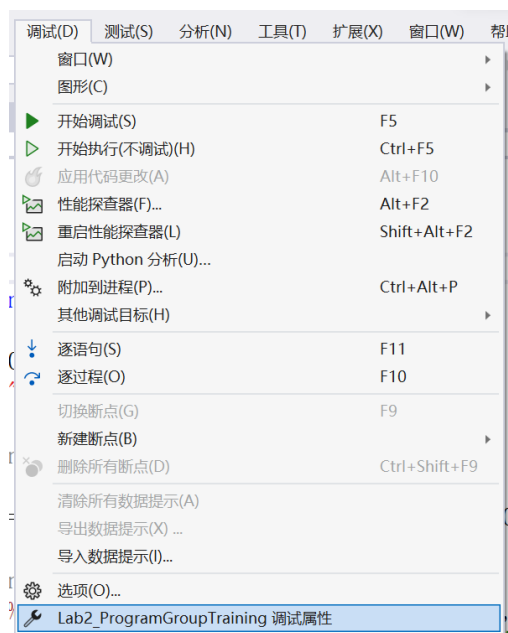 调试(D) 测试(S) 分析(N) 工具(T) 扩展(X) 窗口(W)
窗口(W)
图形(C)
开始调试(S) F5
开始执行(不调试)(H) Ctrl+F5
应用代码更改(A) Alt+F10
性能探查器(F)... Alt+F2
重启性能探查器(L) Shift+Alt+F2
启动 Python 分析(U)...
附加到进程(P)... Ctrl+Alt+P
其他调试目标(H)
逐语句(S) F11
逐过程(O) F10
切换断点(G) F9
新建断点(B)
删除所有断点(D) Ctrl+Shift+F9
清除所有数据提示(A)
导出数据提示(X) ...
导入数据提示(I)...
选项(O)...
Lab2_ProgramGroupTraining 调试属性